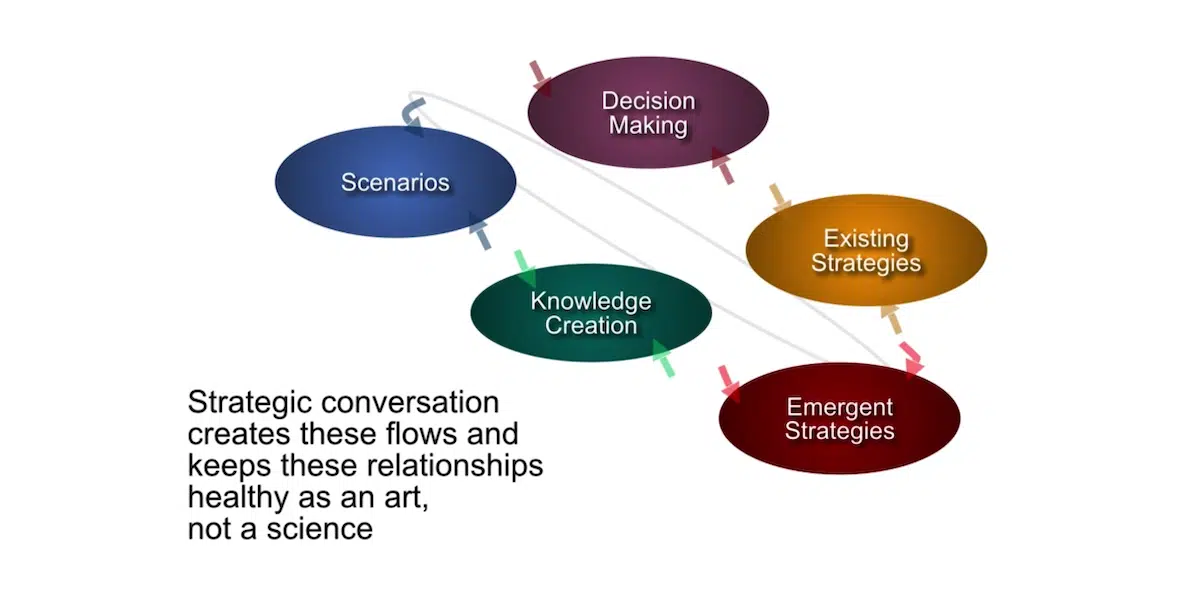 Decision
Making
Scenarios
Existing
Strategies
Knowledge
Creation
Emergent
Strategies
Strategic conversation
creates these flows and
keeps these relationships
healthy as an art,
not a science